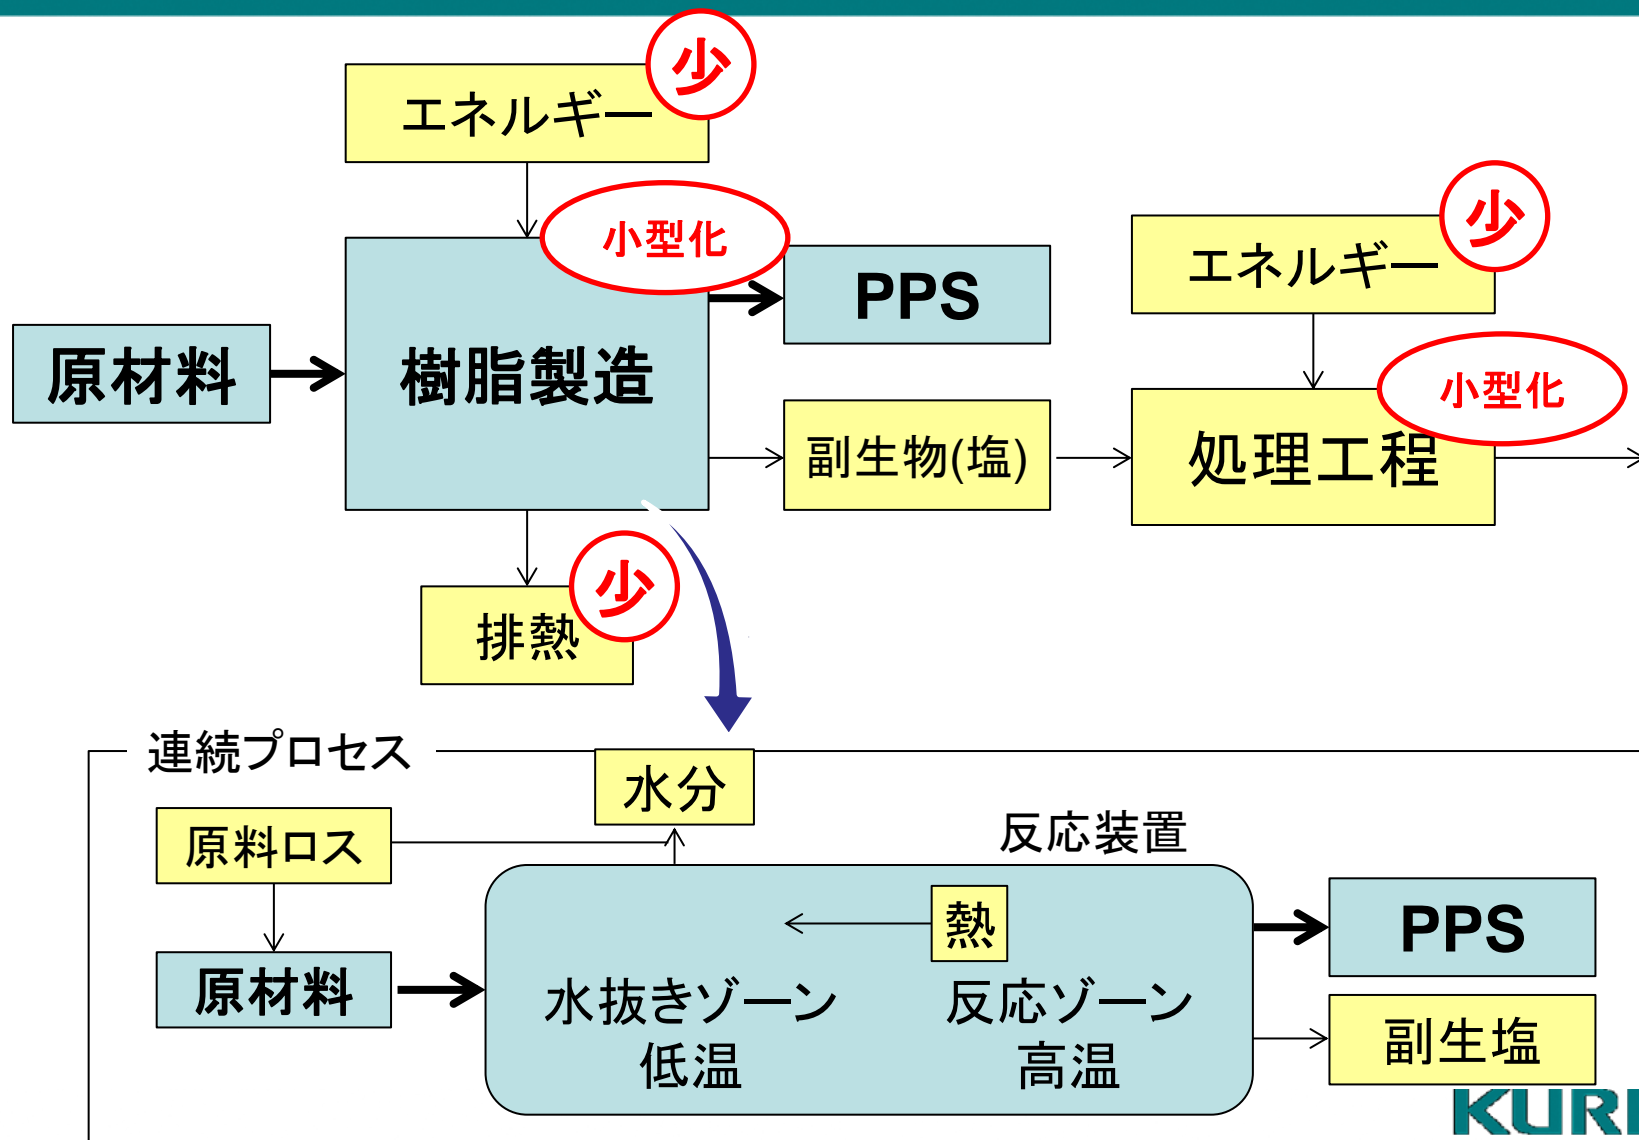 少
エネルギー
小型化
少
エネルギー
PPS
原材料
樹脂製造
小型化
副生物(塩)
処理工程
少
排熱
連続プロセス
水分
原料ロス
反応装置
熱
PPS
原材料
水抜きゾーン
低温
反応ゾーン
高温
副生塩